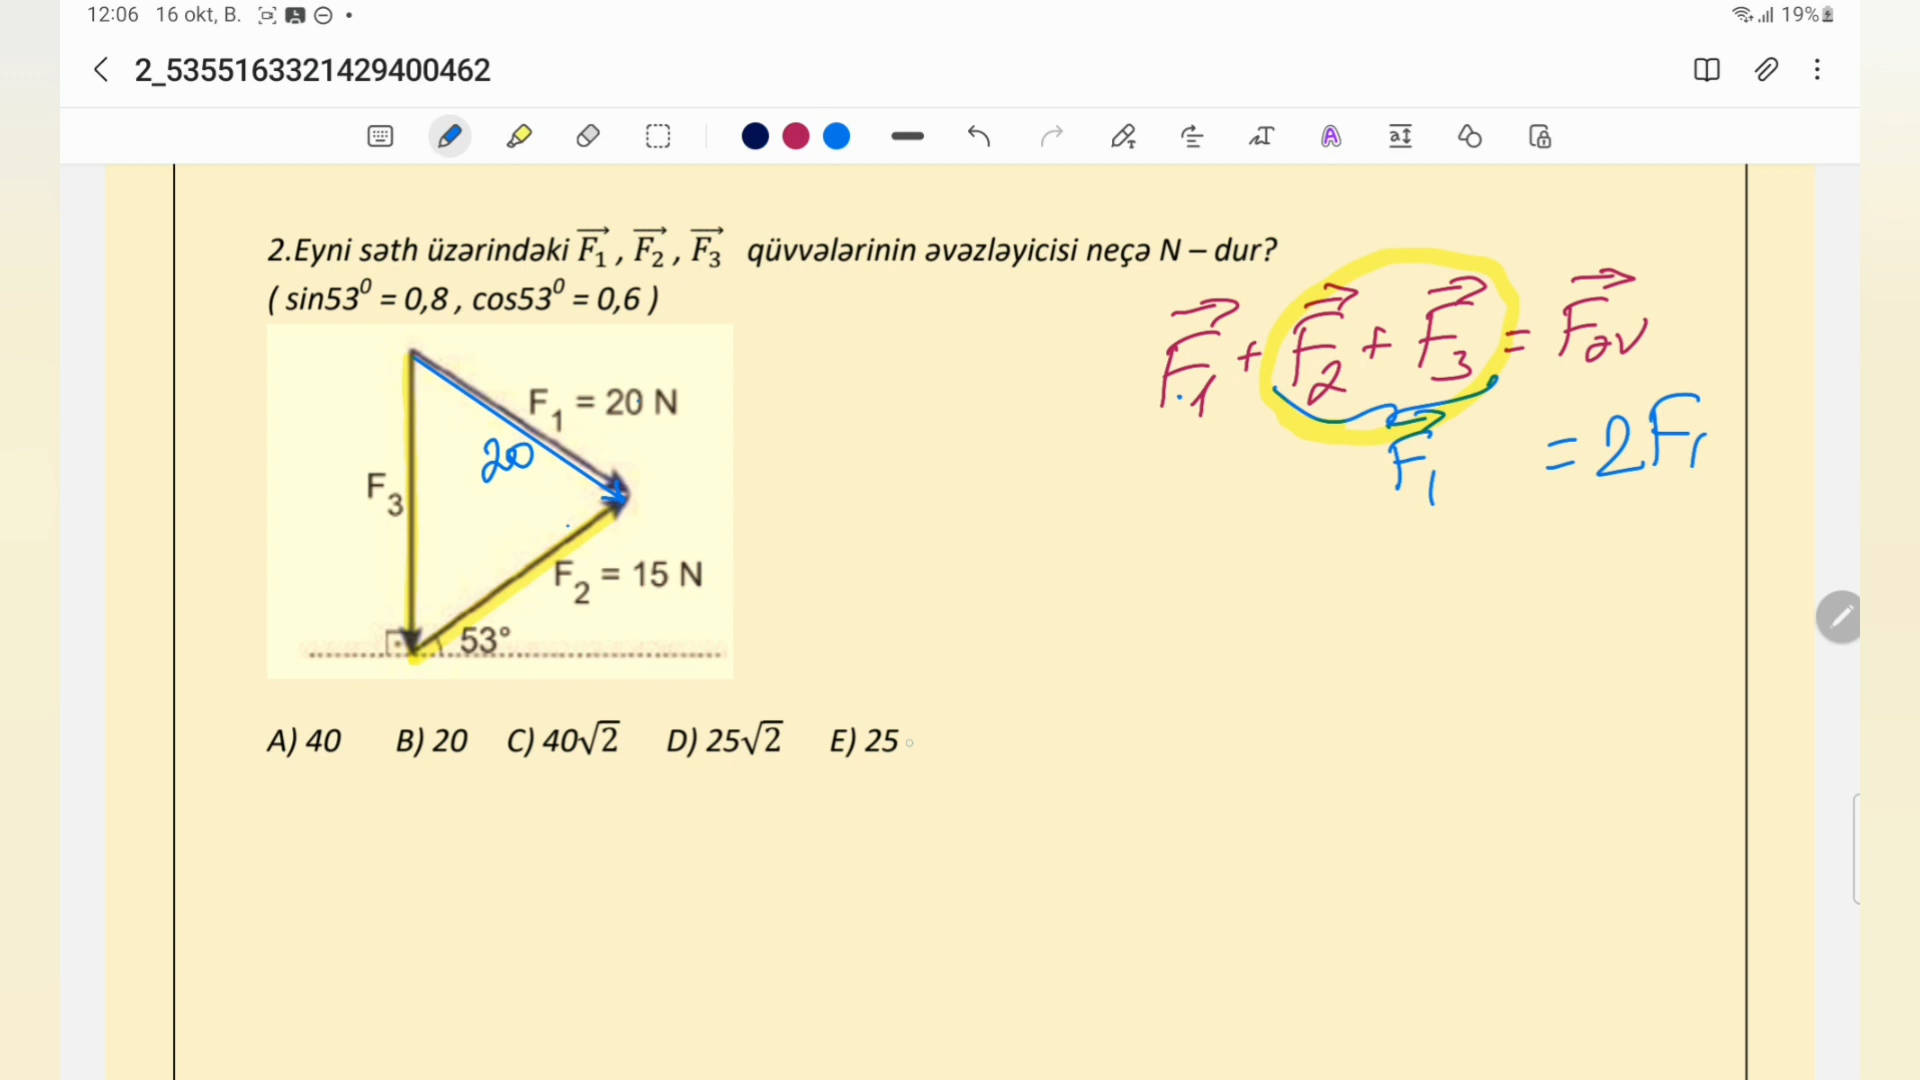 12:06 16 okt, B. 19%
2_5355163321429400462
2.Eyni səth üzərindəki F₁ , F₂ , F₃ qüvvələrinin əvəzləyicisi neçə N – dur?
( sin53⁰ = 0,8 , cos53⁰ = 0,6 )
F₁ + F₂ + F₃ = Fəv
F₁ = 2F₁
F₁ = 20 N
20
F₃
F₂ = 15 N
53°
A) 40 B) 20 C) 40√2 D) 25√2 E) 25